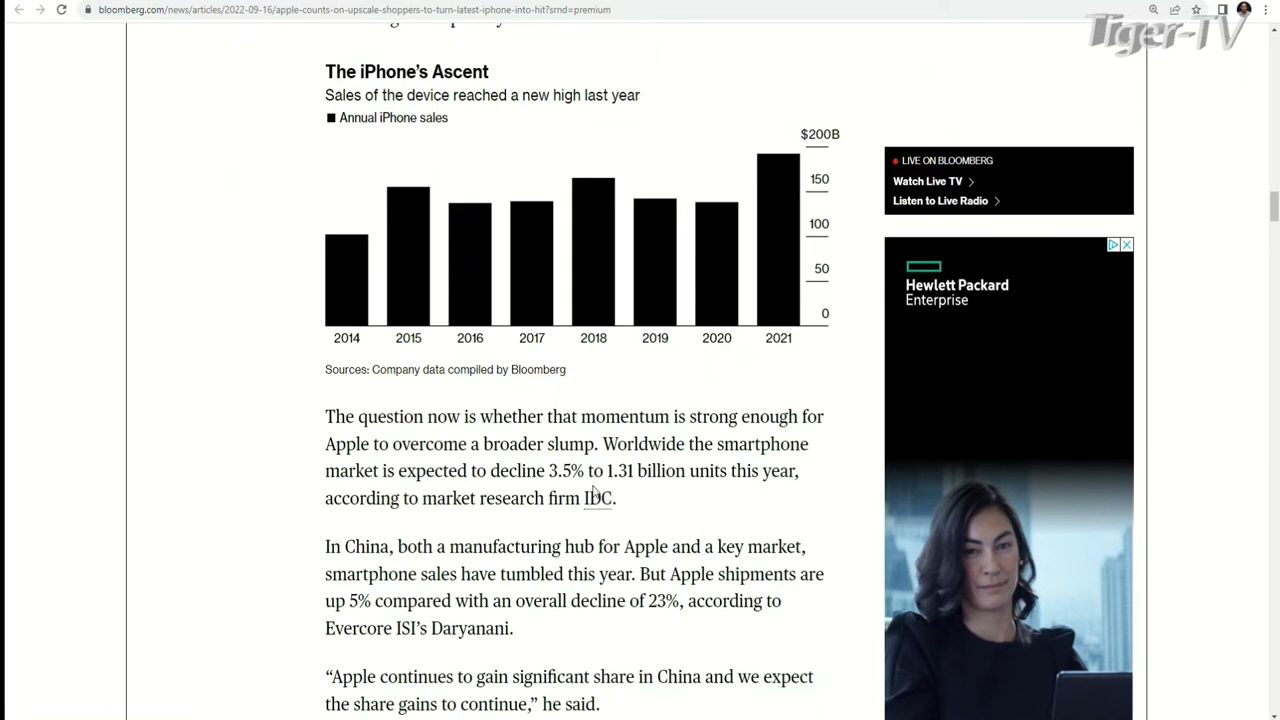 bloomberg.com/news/articles/2022-09-16/apple-counts-on-upscale-shoppers-to-turn-latest-iphone-into-hit?srnd=premium
Tiger-TV
The iPhone's Ascent
Sales of the device reached a new high last year
Annual iPhone sales
$200B
150
100
50
0
2014 2015 2016 2017 2018 2019 2020 2021
Sources: Company data compiled by Bloomberg
The question now is whether that momentum is strong enough for
Apple to overcome a broader slump. Worldwide the smartphone
market is expected to decline 3.5% to 1.31 billion units this year,
according to market research firm IDC.
In China, both a manufacturing hub for Apple and a key market,
smartphone sales have tumbled this year. But Apple shipments are
up 5% compared with an overall decline of 23%, according to
Evercore ISI's Daryanani.
“Apple continues to gain significant share in China and we expect
the share gains to continue,” he said.
LIVE ON BLOOMBERG
Watch Live TV
Listen to Live Radio
Hewlett Packard
Enterprise